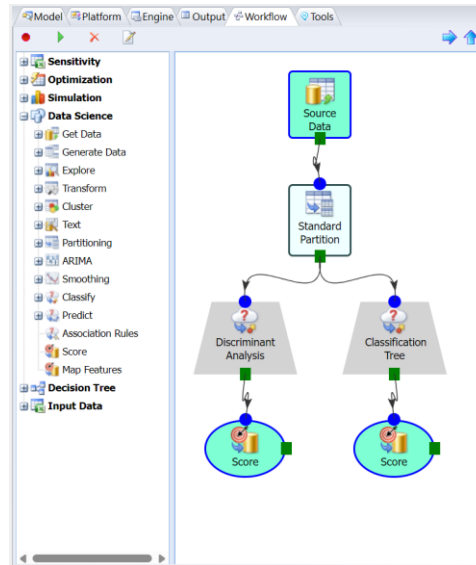 Model Platform Engine Output Workflow Tools
Sensitivity
Optimization
Simulation
Data Science
Get Data
Generate Data
Explore
Transform
Cluster
Text
Partitioning
ARIMA
Smoothing
Classify
Predict
Association Rules
Score
Map Features
Decision Tree
Input Data
Source
Data
Standard
Partition
Discriminant
Analysis
Classification
Tree
Score
Score